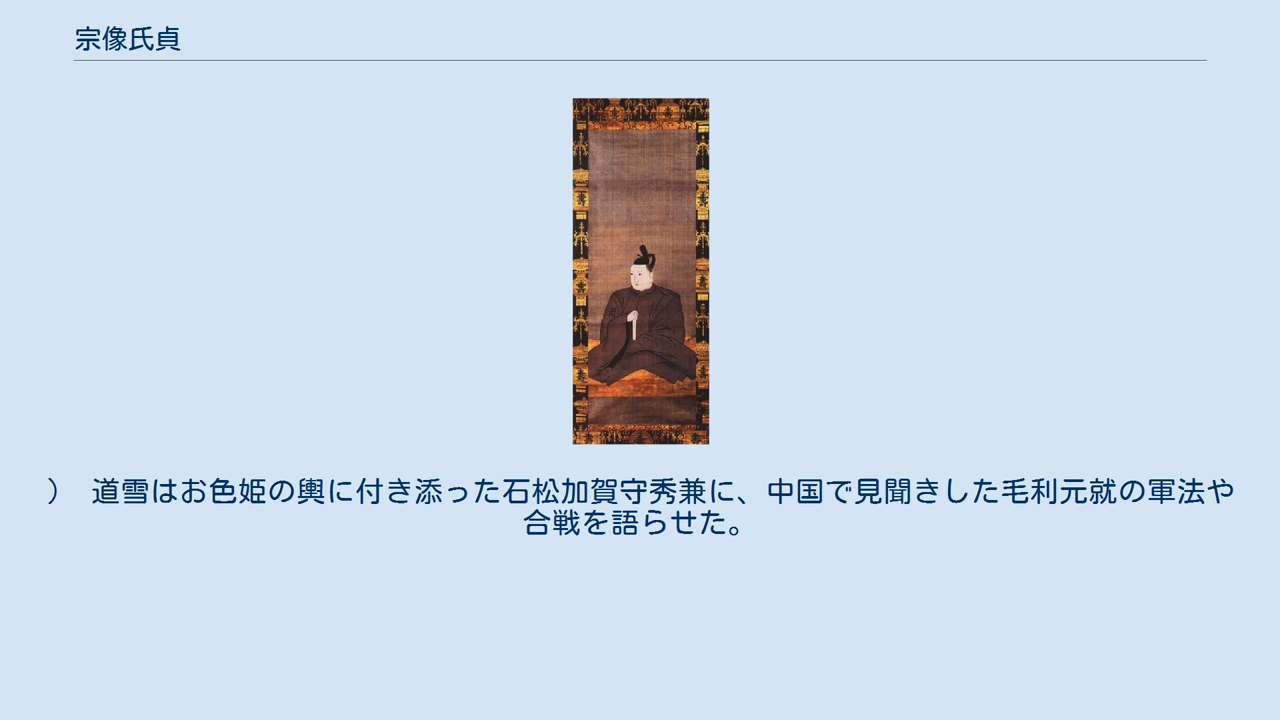 宗像氏貞
） 道雪はお色姫の輿に付き添った石松加賀守秀兼に、中国で見聞きした毛利元就の軍法や
合戦を語らせた。